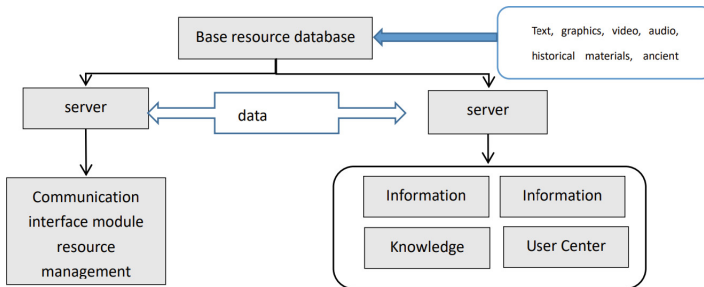 Base resource database
Text, graphics, video, audio,
historical materials, ancient
server
data
server
Communication
interface module
resource
management
Information
Information
Knowledge
User Center